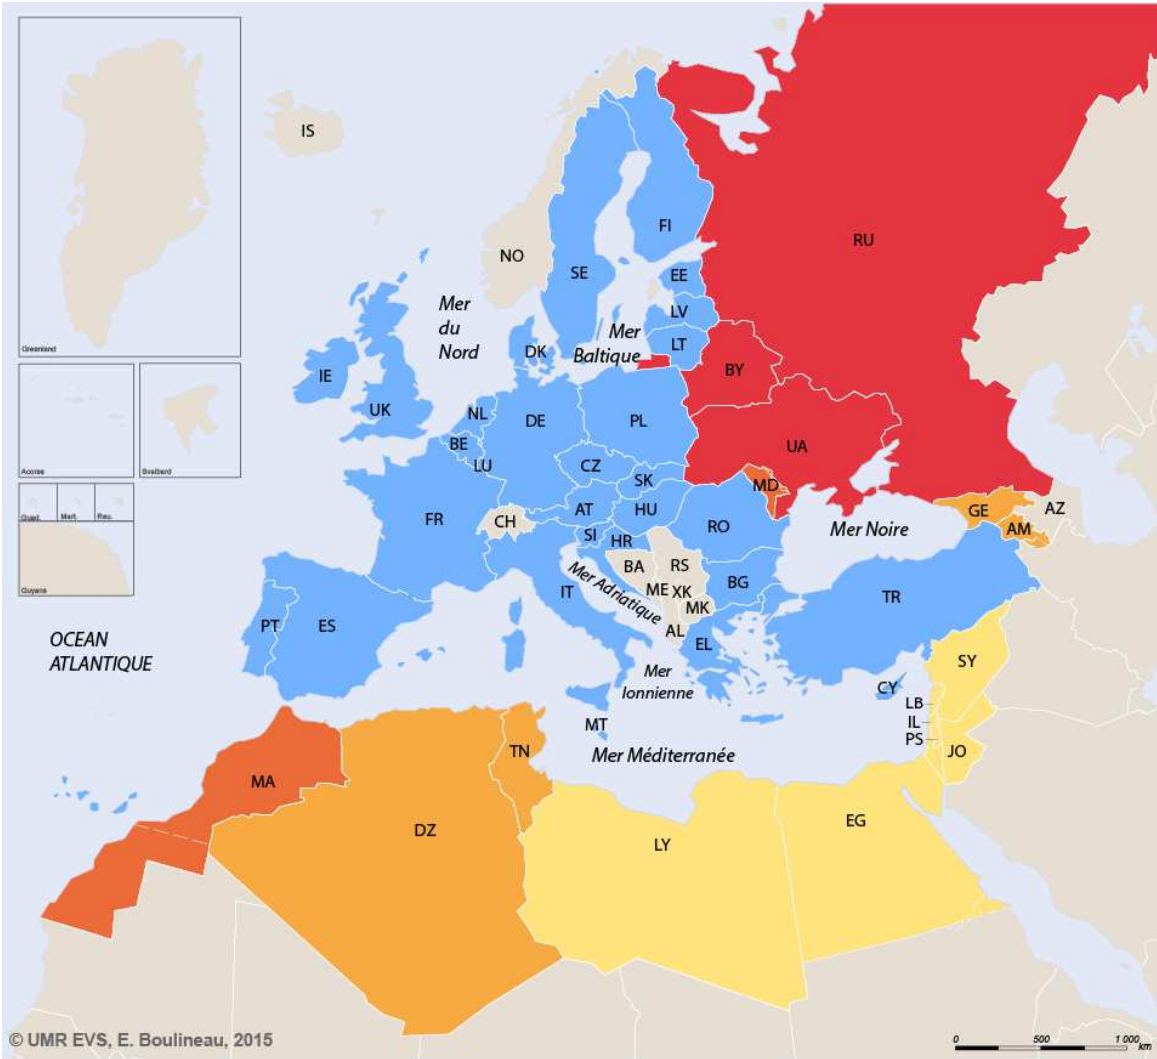 Greenland
IS
NO
SE
FI
RU
Mer
du
Nord
EE
LV
LT
Mer
Baltique
DK
BY
IE
UK
NL
DE
PL
BE
LU
CZ
UA
SK
MD
Acores
Svalbard
Guad.
Mart.
Reu.
Guyane
FR
CH
AT
HU
RO
SI
HR
Mer Noire
GE
AZ
AM
BA
RS
ME
XK
MK
AL
BG
TR
IT
Mer Adriatique
PT
ES
EL
OCEAN
ATLANTIQUE
Mer
Ionnienne
SY
CY
LB
IL
PS
JO
MT
Mer Méditerranée
TN
MA
DZ
LY
EG
© UMR EVS, E. Boulineau, 2015
0 500 1 000
km